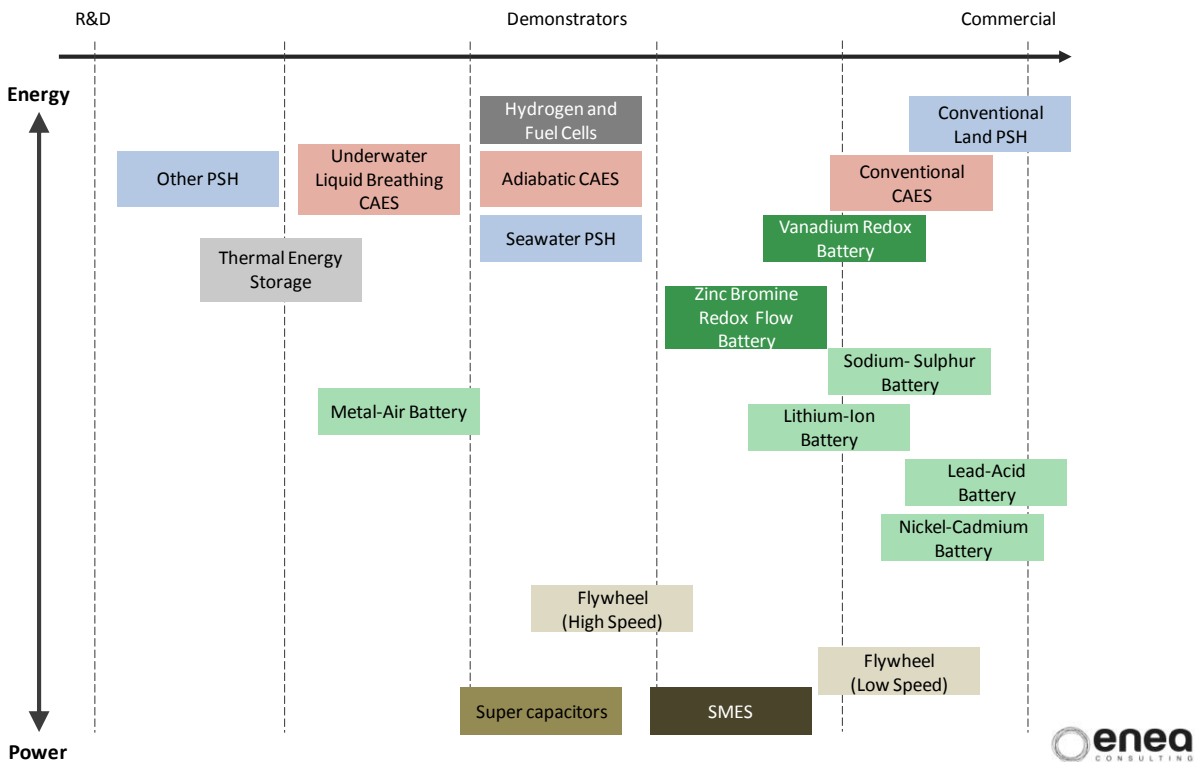 R&D
Demonstrators
Commercial
Energy
Hydrogen and
Fuel Cells
Conventional
Land PSH
Other PSH
Underwater
Liquid Breathing
CAES
Adiabatic CAES
Conventional
CAES
Seawater PSH
Vanadium Redox
Battery
Thermal Energy
Storage
Zinc Bromine
Redox Flow
Battery
Sodium- Sulphur
Battery
Metal-Air Battery
Lithium-Ion
Battery
Lead-Acid
Battery
Nickel-Cadmium
Battery
Flywheel
(High Speed)
Flywheel
(Low Speed)
Super capacitors
SMES
Power
enea
CONSULTING